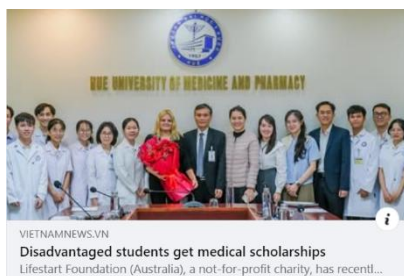 HUE UNIVERSITY OF MEDICINE AND PHARMACY
i
VIETNAMNEWS.VN
Disadvantaged students get medical scholarships
Lifestart Foundation (Australia), a not-for-profit charity, has recentl...